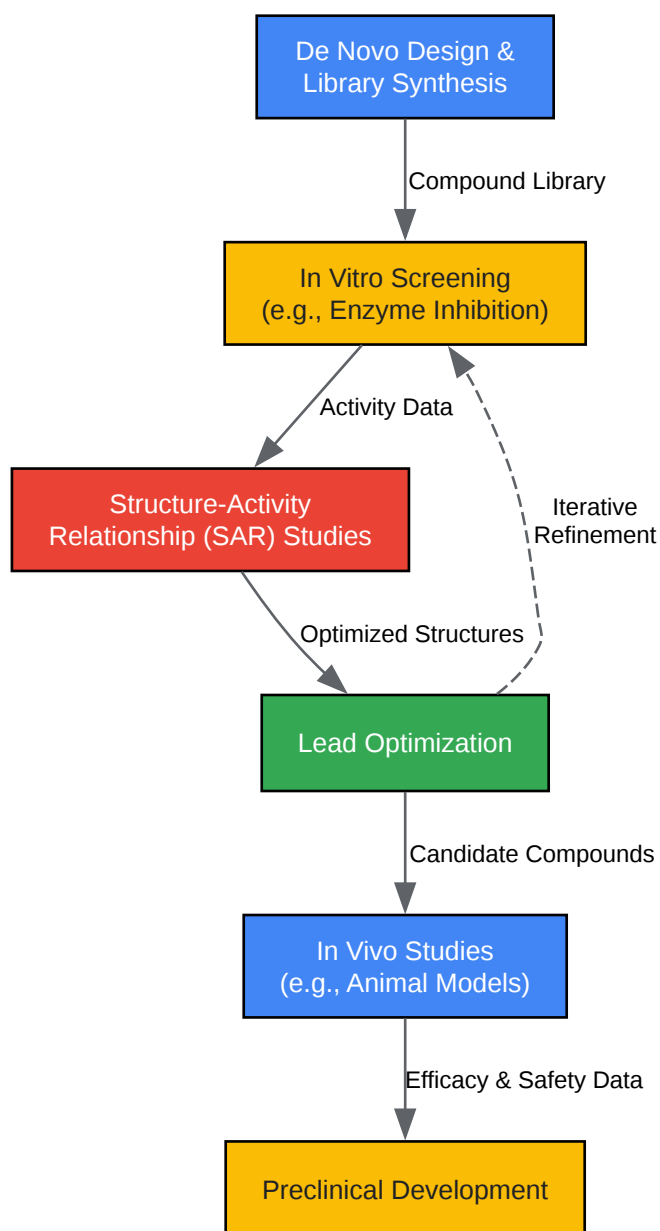 De Novo Design &
Library Synthesis
Compound Library
In Vitro Screening
(e.g., Enzyme Inhibition)
Activity Data
Structure-Activity
Relationship (SAR) Studies
Iterative
Refinement
Optimized Structures
Lead Optimization
Candidate Compounds
In Vivo Studies
(e.g., Animal Models)
Efficacy & Safety Data
Preclinical Development